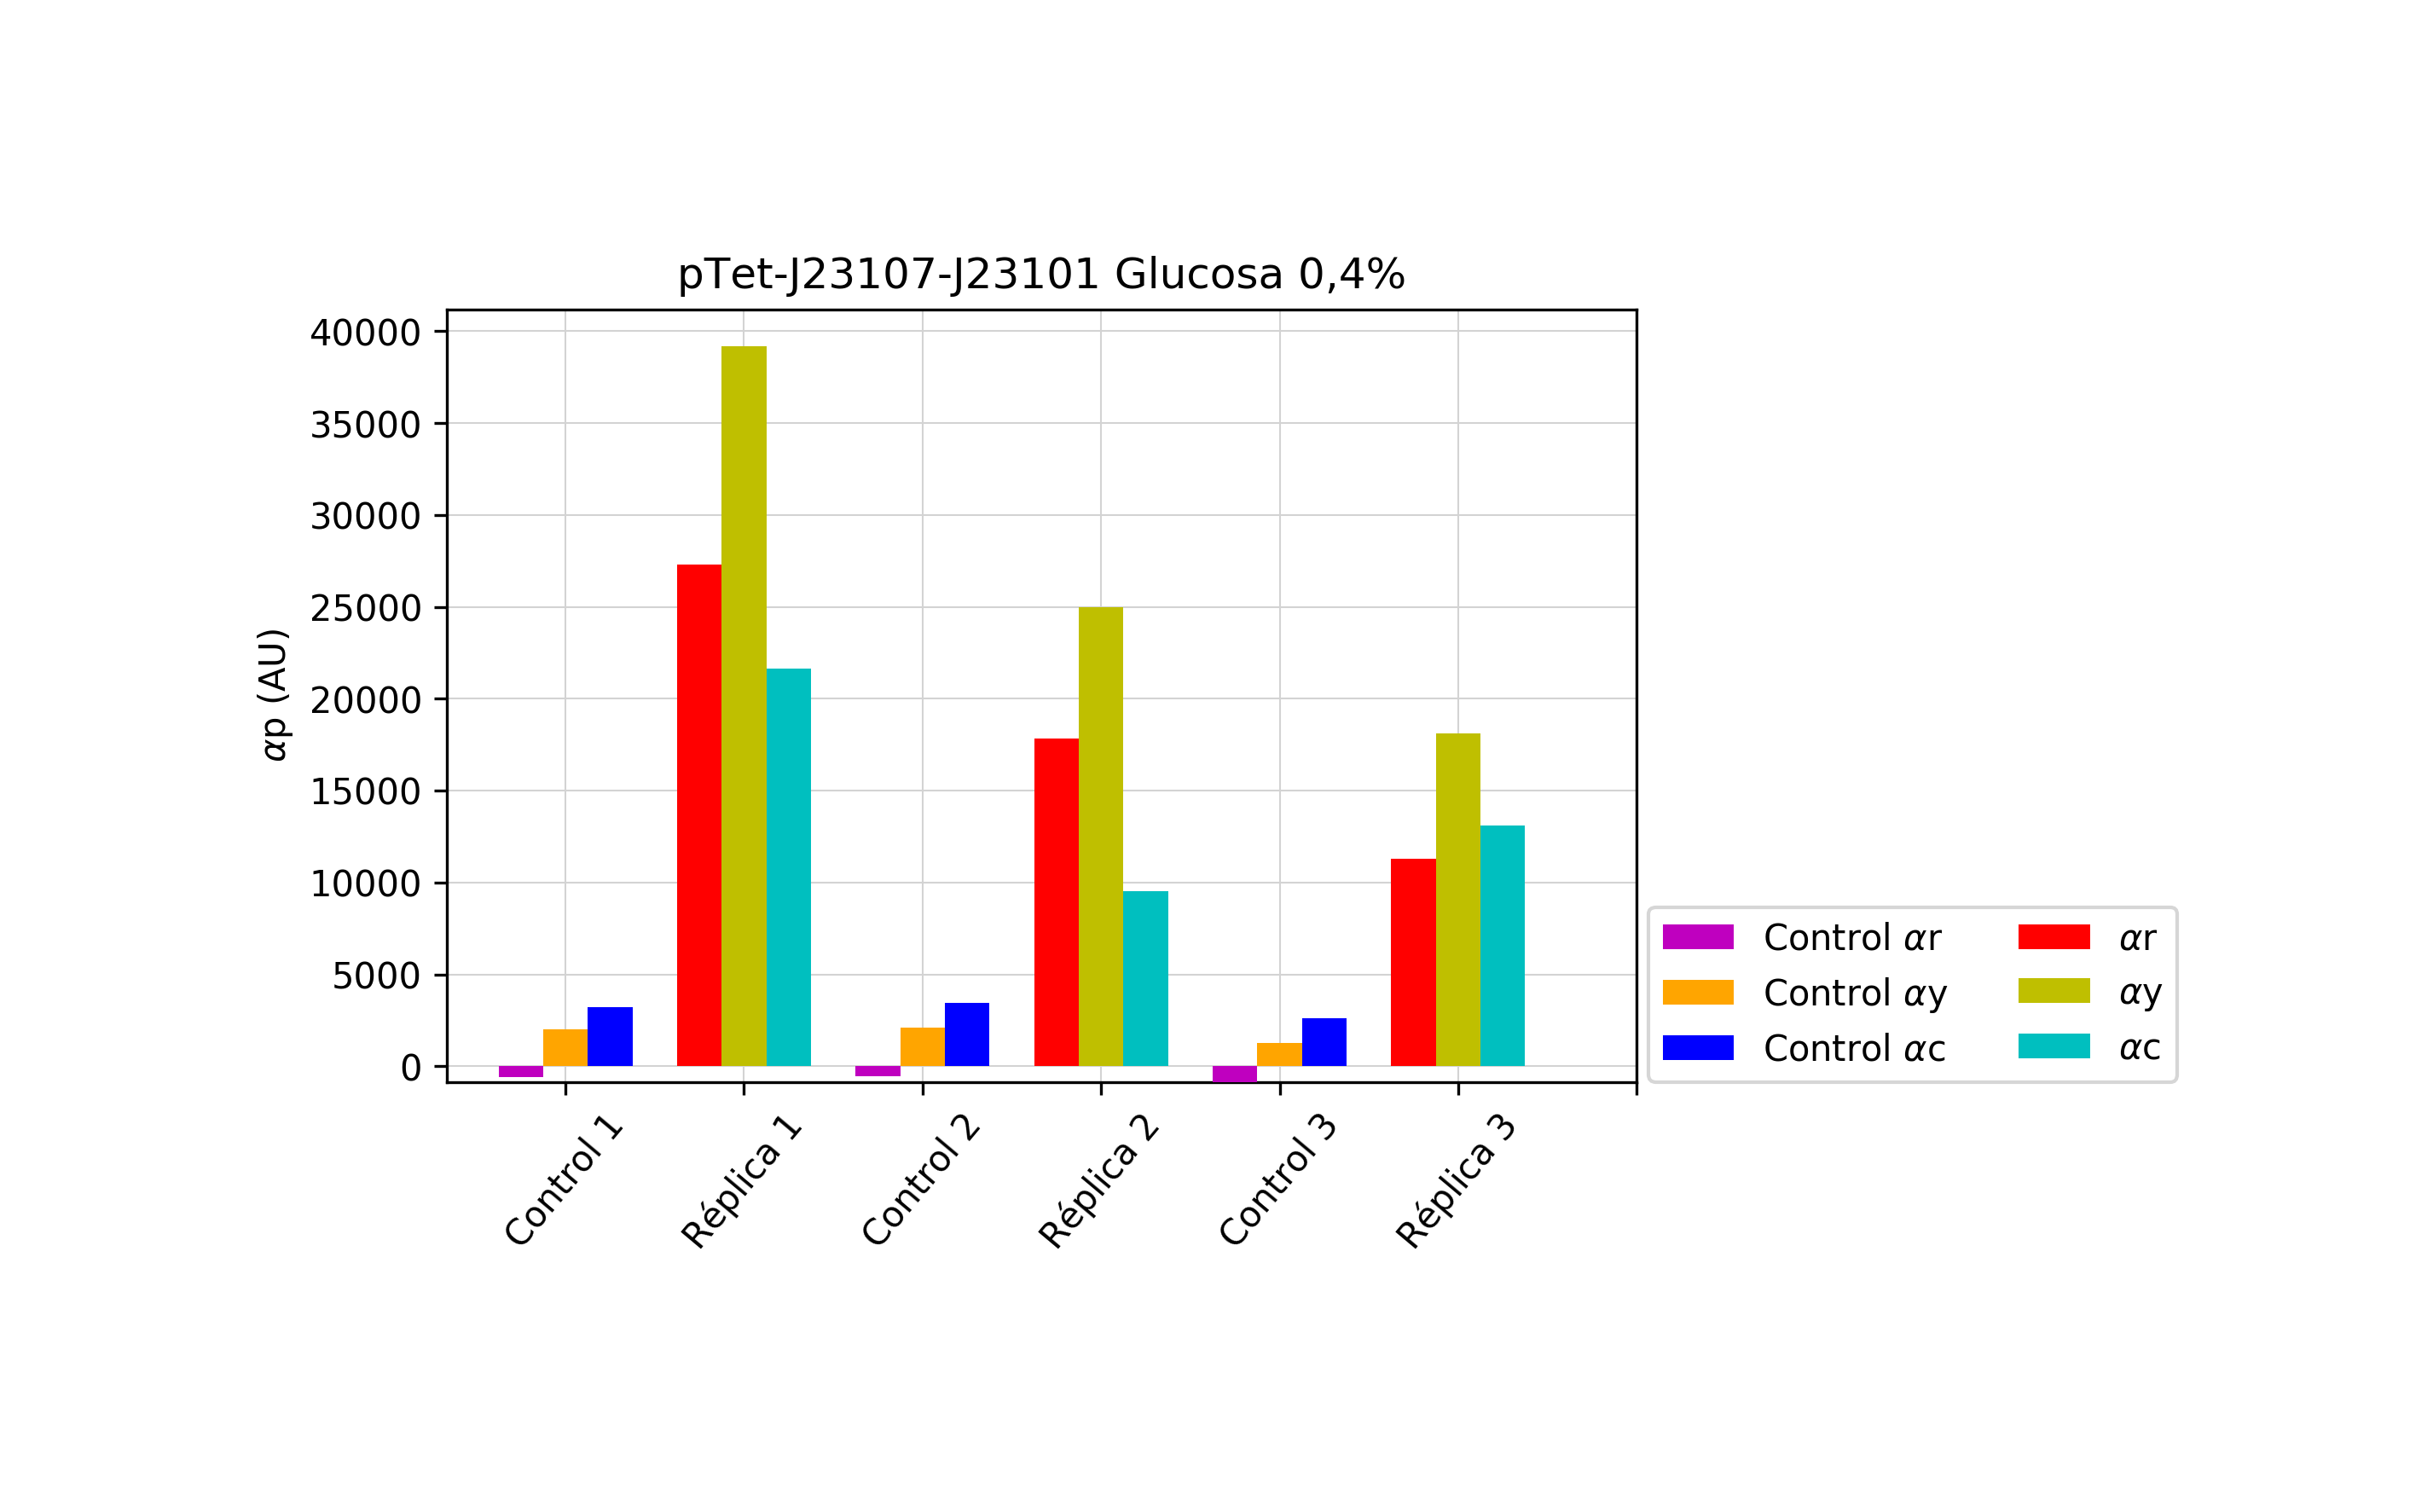 pTet-J23107-J23101 Glucosa 0,4%
αp (AU)
40000
35000
30000
25000
20000
15000
10000
5000
0
Control 1
Réplica 1
Control 2
Réplica 2
Control 3
Réplica 3
Control αr
Control αy
Control αc
αr
αy
αc